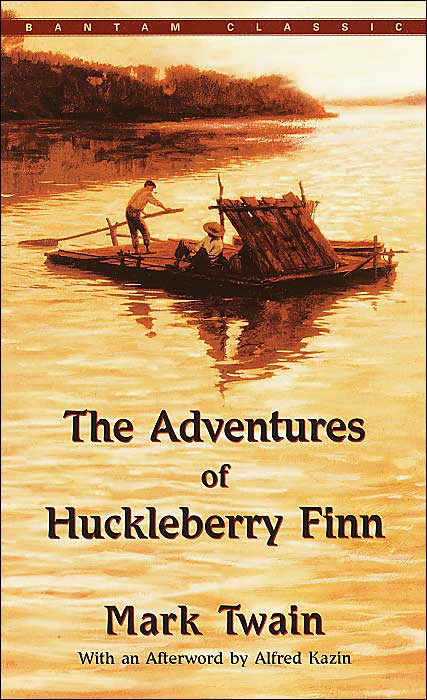 BANTAM CLASSIC
The Adventures
of
Huckleberry Finn
Mark Twain
With an Afterword by Alfred Kazin